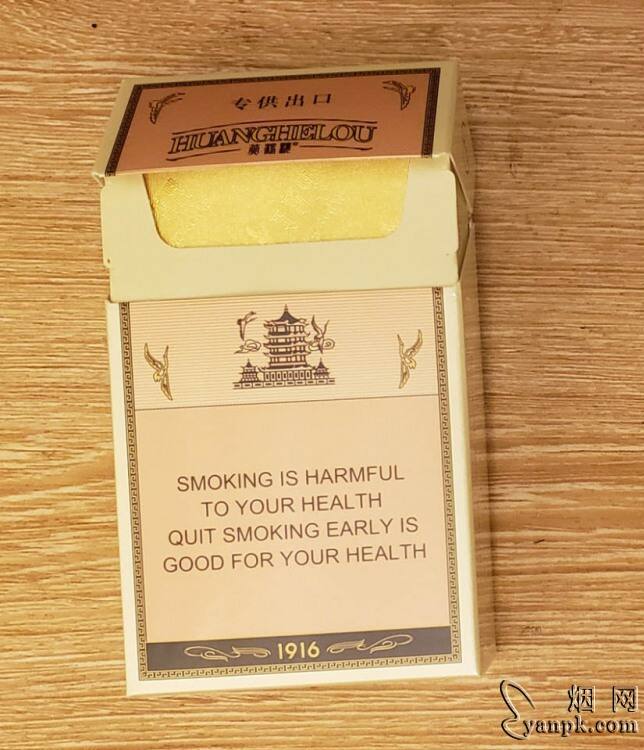 专供出口
HUANGHELOU
黄鹤楼
SMOKING IS HARMFUL
TO YOUR HEALTH
QUIT SMOKING EARLY IS
GOOD FOR YOUR HEALTH
1916
烟网
yanpk.com